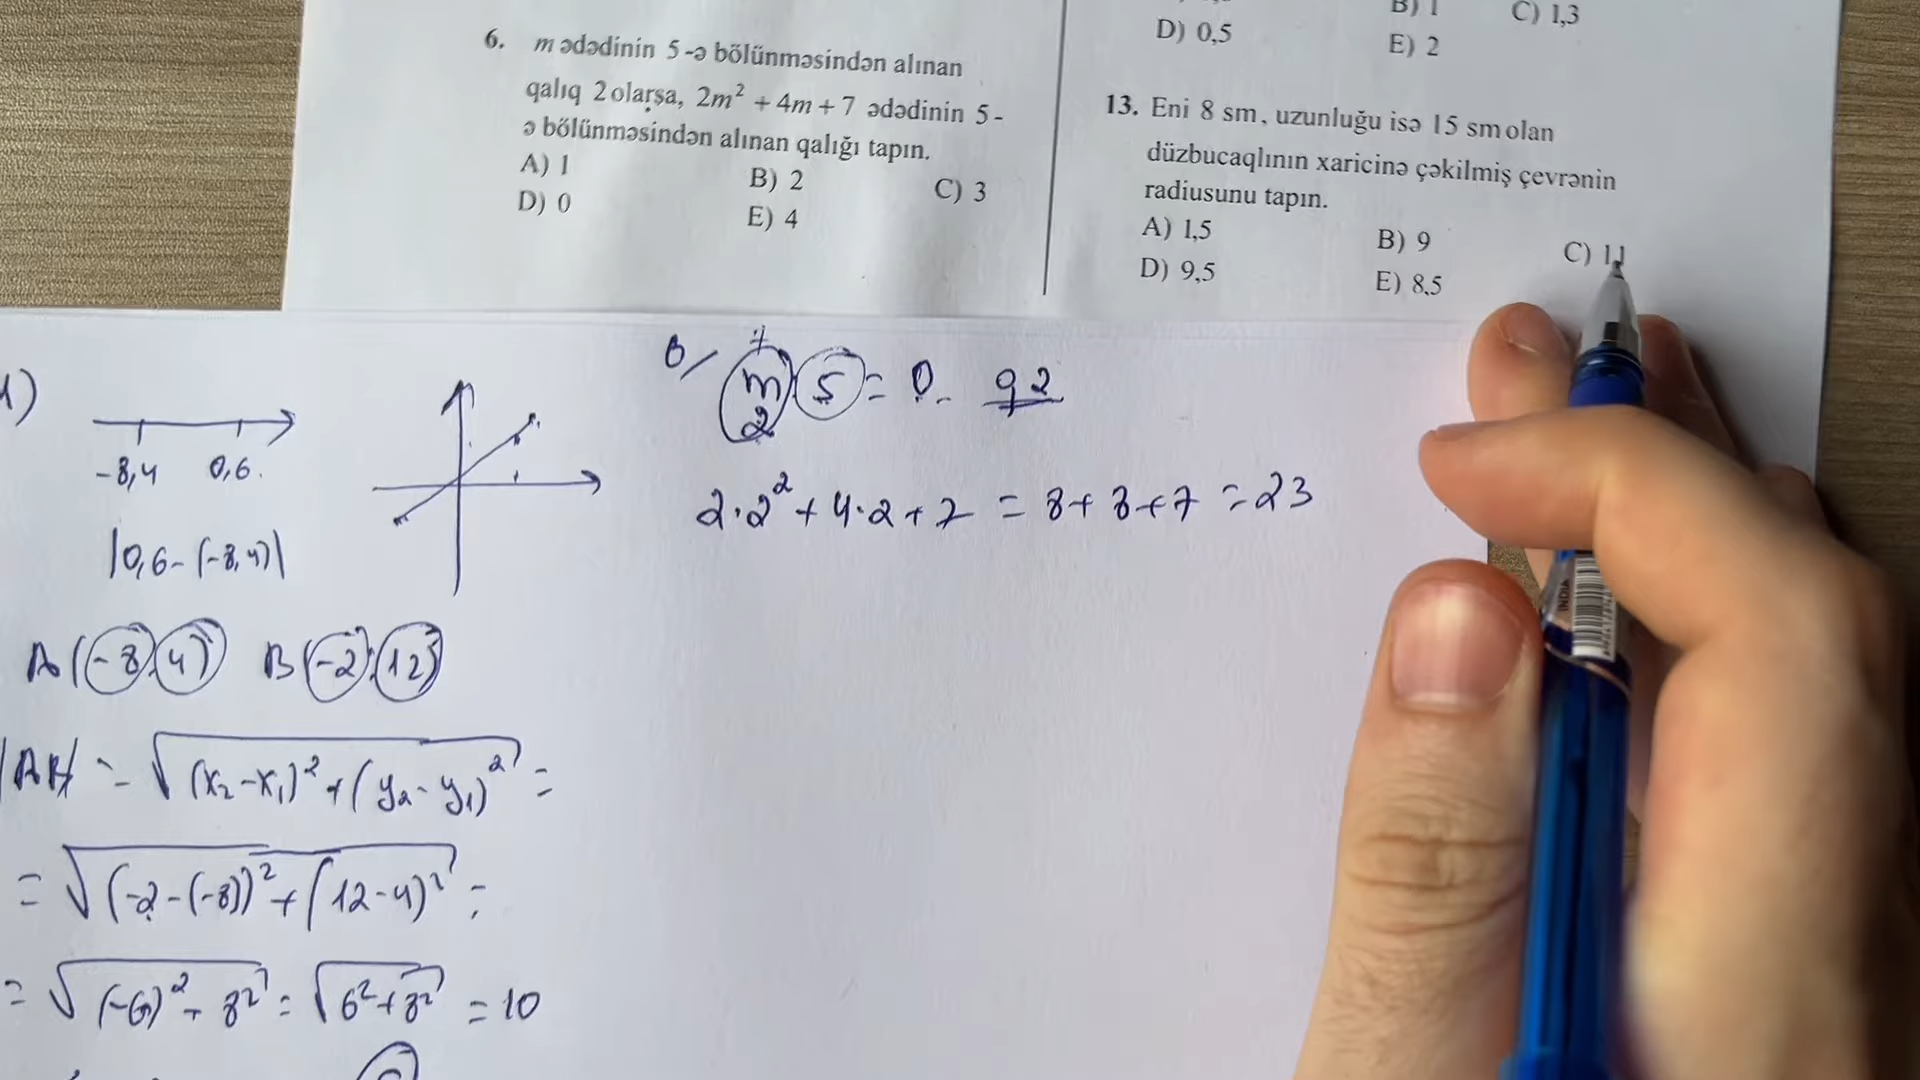 6. m ədədinin 5-ə bölünməsindən alınan
qalıq 2 olarsa, 2m² + 4m + 7 ədədinin 5-
ə bölünməsindən alınan qalığı tapın.
A) 1 B) 2 C) 3
D) 0 E) 4
B) 1 C) 1,3
D) 0,5 E) 2
13. Eni 8 sm, uzunluğu isə 15 sm olan
düzbucaqlının xaricinə çəkilmiş çevrənin
radiusunu tapın.
A) 1,5 B) 9 C) 11
D) 9,5 E) 8,5
-8,4 0,6.
|0,6-(-8,4)|
A(-8;4) B(-2;12)
|AB| = √(x₂-x₁)²+(y₂-y₁)² =
= √(-2-(-8))²+(12-4)² =
= √(-6)²+8² = √6²+8² = 10
6/ m 5 = 0. q2
2
2·2²+4·2+7 = 8+8+7 = 23
INDIA